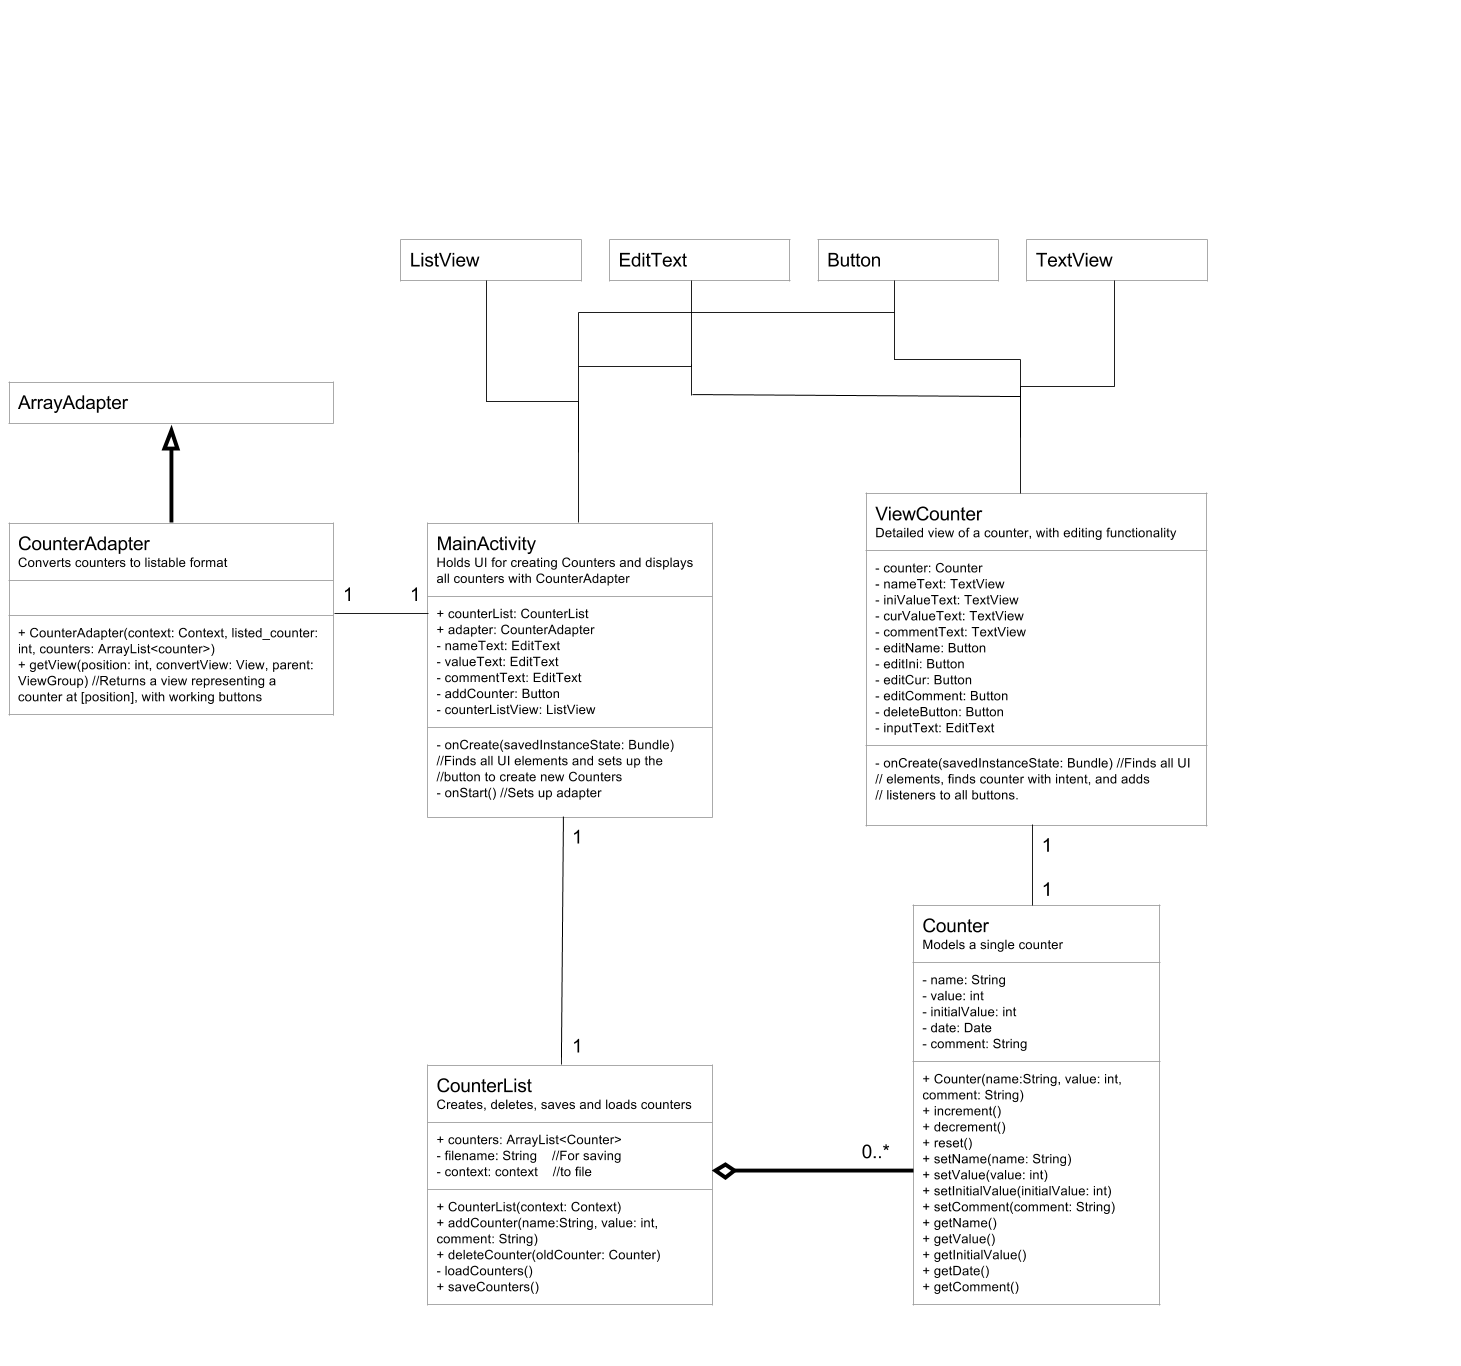 ListView
EditText
Button
TextView
ArrayAdapter
CounterAdapter
Converts counters to listable format
+ CounterAdapter(context: Context, listed_counter:
int, counters: ArrayList<counter>)
+ getView(position: int, convertView: View, parent:
ViewGroup) //Returns a view representing a
counter at [position], with working buttons
1
1
MainActivity
Holds UI for creating Counters and displays
all counters with CounterAdapter
+ counterList: CounterList
+ adapter: CounterAdapter
- nameText: EditText
- valueText: EditText
- commentText: EditText
- addCounter: Button
- counterListView: ListView
- onCreate(savedInstanceState: Bundle)
//Finds all UI elements and sets up the
//button to create new Counters
- onStart() //Sets up adapter
ViewCounter
Detailed view of a counter, with editing functionality
- counter: Counter
- nameText: TextView
- iniValueText: TextView
- curValueText: TextView
- commentText: TextView
- editName: Button
- editIni: Button
- editCur: Button
- editComment: Button
- deleteButton: Button
- inputText: EditText
- onCreate(savedInstanceState: Bundle) //Finds all UI
// elements, finds counter with intent, and adds
// listeners to all buttons.
1
1
1
1
CounterList
Creates, deletes, saves and loads counters
+ counters: ArrayList<Counter>
- filename: String //For saving
- context: context //to file
+ CounterList(context: Context)
+ addCounter(name:String, value: int,
comment: String)
+ deleteCounter(oldCounter: Counter)
- loadCounters()
+ saveCounters()
0..*
Counter
Models a single counter
- name: String
- value: int
- initialValue: int
- date: Date
- comment: String
+ Counter(name:String, value: int,
comment: String)
+ increment()
+ decrement()
+ reset()
+ setName(name: String)
+ setValue(value: int)
+ setInitialValue(initialValue: int)
+ setComment(comment: String)
+ getName()
+ getValue()
+ getInitialValue()
+ getDate()
+ getComment()